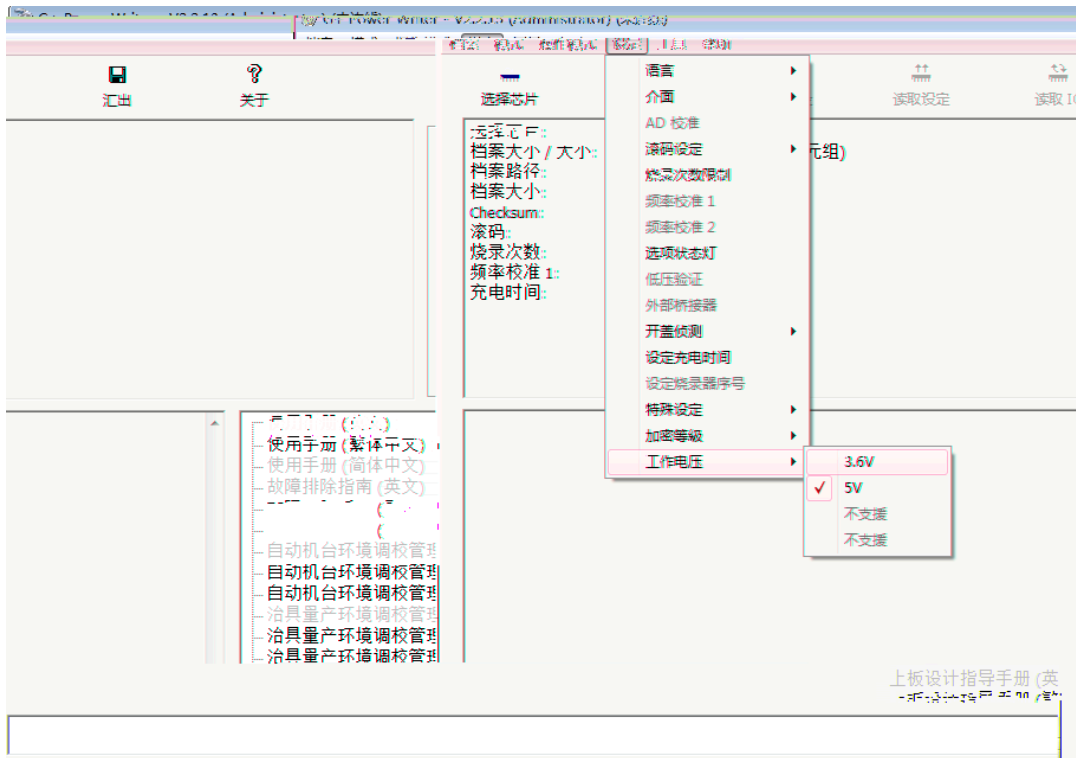 G+ Power Writer - V3.2.13 (Administrator) (未连线)
汇出
关于
选择芯片
读取设定
读取 IC
选择芯片:
档案大小 / 大小:
元组)
档案路径:
档案大小:
Checksum:
滚码:
烧录次数:
频率校准 1:
充电时间:
语言
介面
AD 校准
滚码设定
烧录次数限制
频率校准 1
频率校准 2
选项状态灯
低压验证
外部桥接器
开盖侦测
设定充电时间
设定烧录器序号
特殊设定
加密等级
工作电压
3.6V
5V
不支援
不支援
使用手册 (繁体中文)
使用手册 (简体中文)
故障排除指南 (英文)
自动机台环境调校管理
自动机台环境调校管理
自动机台环境调校管理
治具量产环境调校管理
治具量产环境调校管理
治具量产环境调校管理
上板设计指导手册 (英